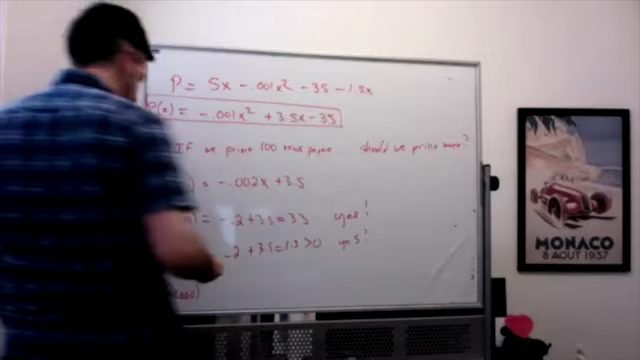 P = 5x - .001x² - 35 - 1.5x
P(x) = -.001x² + 3.5x - 35
If we print 100 news papers should we print more?
) = -.002x + 3.5
) = -.2 + 3.5 = 3.3 yes!
-2 + 3.5 = 1.5 > 0 yes!
MONACO
8 AOUT 1937